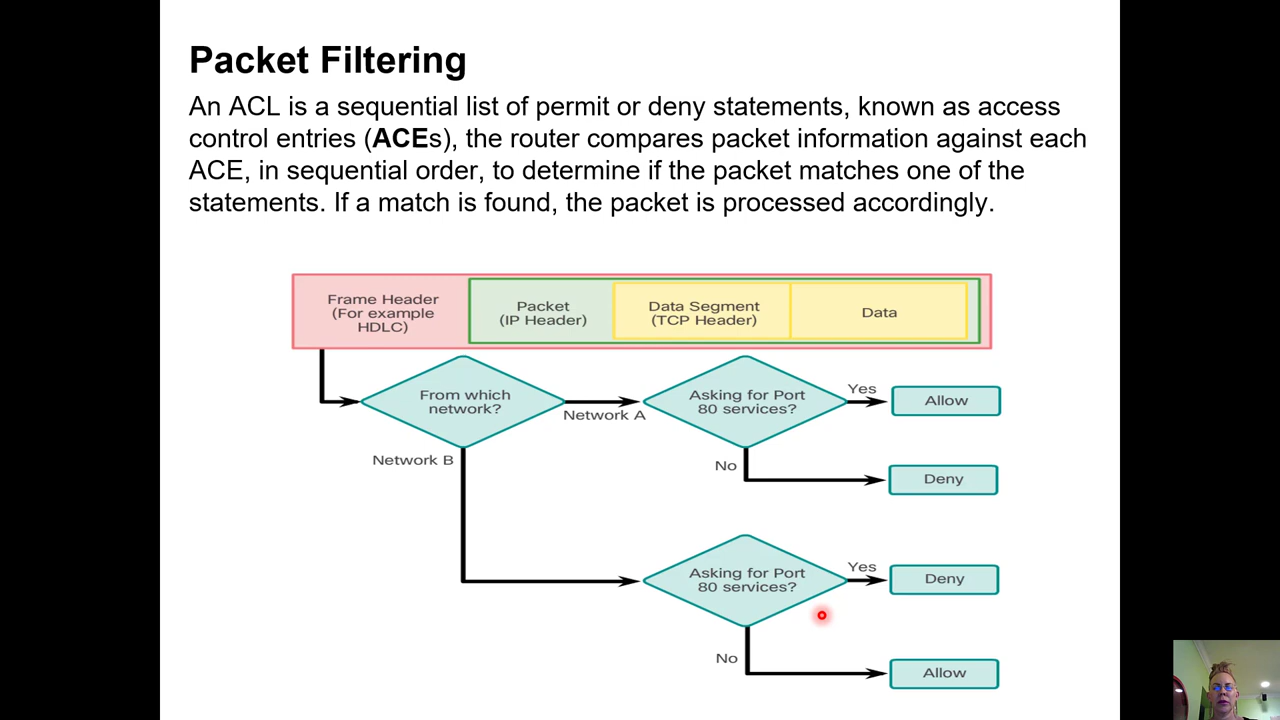 Packet Filtering
An ACL is a sequential list of permit or deny statements, known as access
control entries (ACEs), the router compares packet information against each
ACE, in sequential order, to determine if the packet matches one of the
statements. If a match is found, the packet is processed accordingly.
Frame Header
(For example
HDLC)
Packet
(IP Header)
Data Segment
(TCP Header)
Data
From which
network?
Network A
Asking for Port
80 services?
Yes
Allow
No
Deny
Network B
Asking for Port
80 services?
Yes
Deny
No
Allow